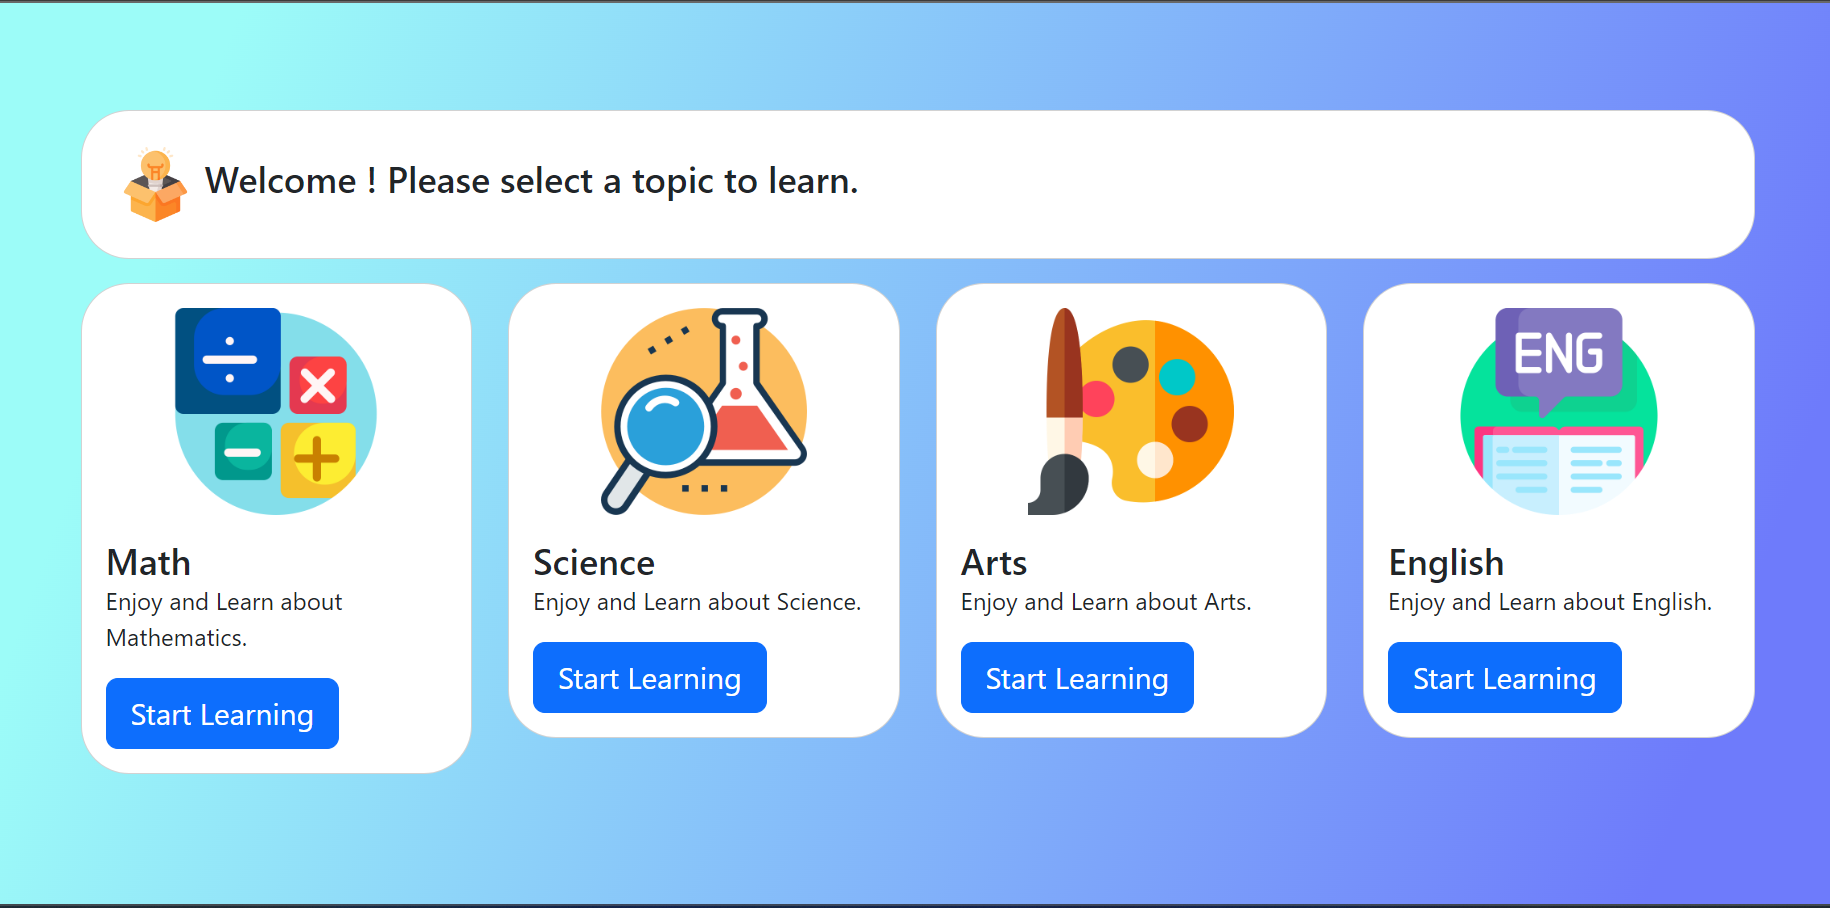 Welcome ! Please select a topic to learn.
ENG
Math
Enjoy and Learn about
Mathematics.
Start Learning
Science
Enjoy and Learn about Science.
Start Learning
Arts
Enjoy and Learn about Arts.
Start Learning
English
Enjoy and Learn about English.
Start Learning